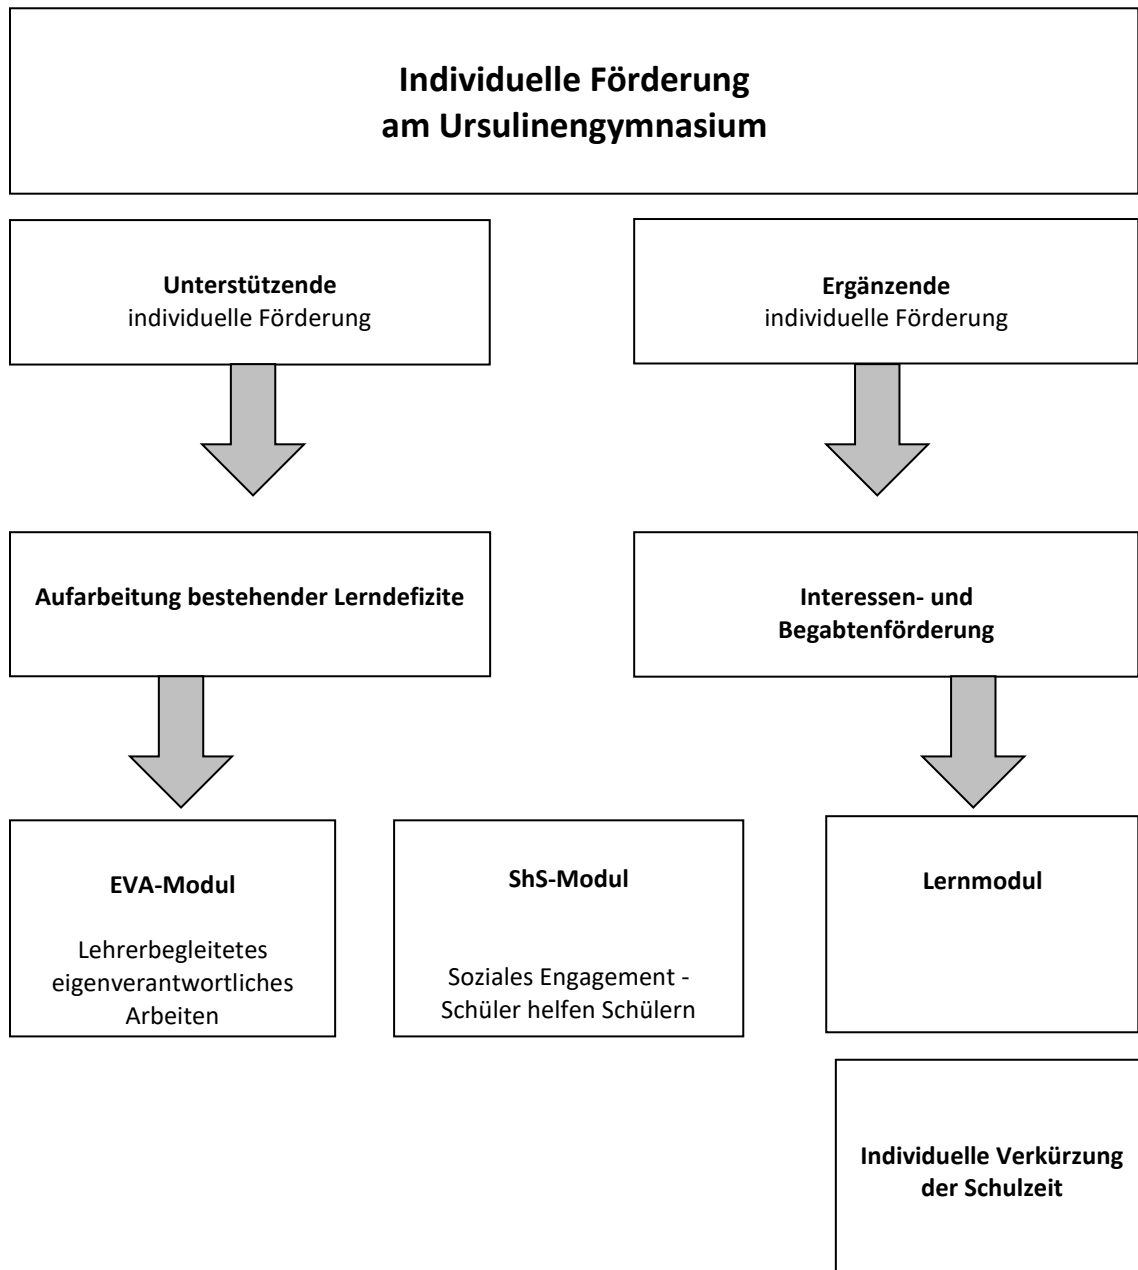 Individuelle Förderung
am Ursulinengymnasium
Unterstützende
individuelle Förderung
Ergänzende
individuelle Förderung
Aufarbeitung bestehender Lerndefizite
Interessen- und
Begabtenförderung
EVA-Modul
Lehrerbegleitetes
eigenverantwortliches
Arbeiten
ShS-Modul
Soziales Engagement -
Schüler helfen Schülern
Lernmodul
Individuelle Verkürzung
der Schulzeit